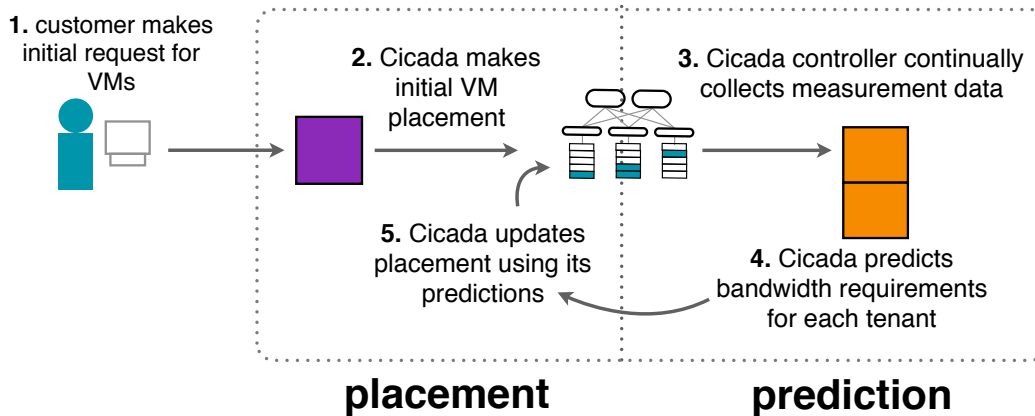 1. customer makes
initial request for
VMs
2. Cicada makes
initial VM
placement
3. Cicada controller continually
collects measurement data
5. Cicada updates
placement using its
predictions
4. Cicada predicts
bandwidth requirements
for each tenant
placement
prediction